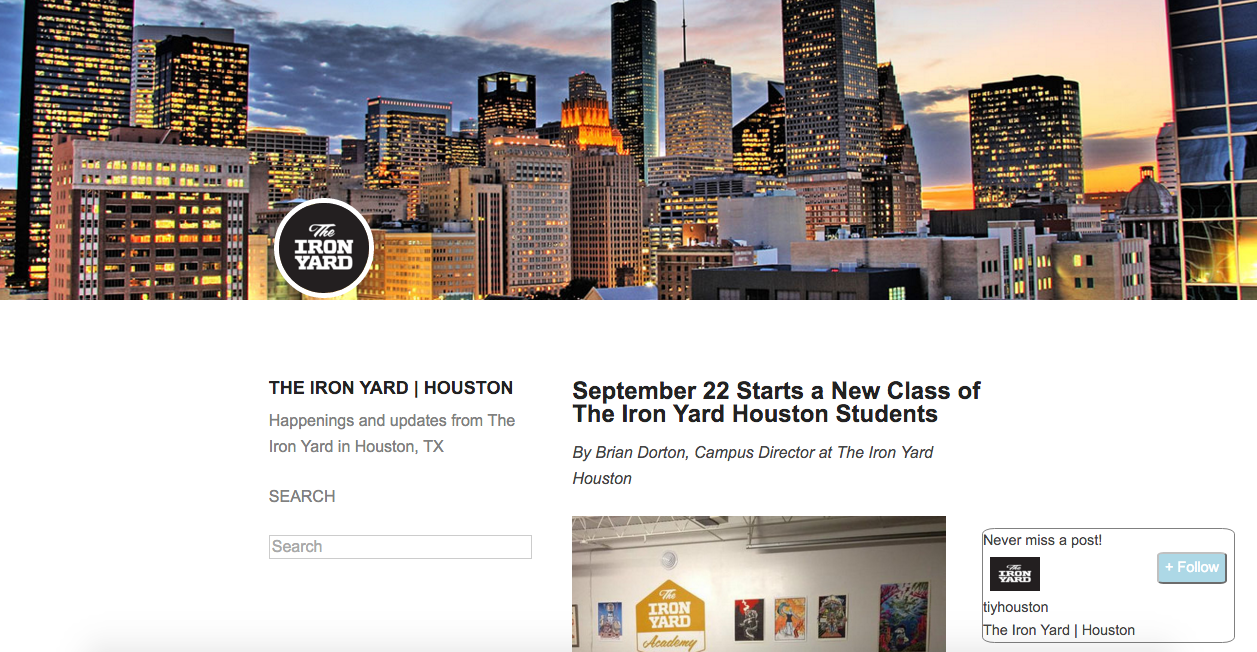 The
IRON
YARD
THE IRON YARD | HOUSTON
Happenings and updates from The
Iron Yard in Houston, TX
SEARCH
Search
September 22 Starts a New Class of
The Iron Yard Houston Students
By Brian Dorton, Campus Director at The Iron Yard
Houston
The
IRON
YARD
Academy
Never miss a post!
The
IRON
YARD
+ Follow
tiyhouston
The Iron Yard | Houston